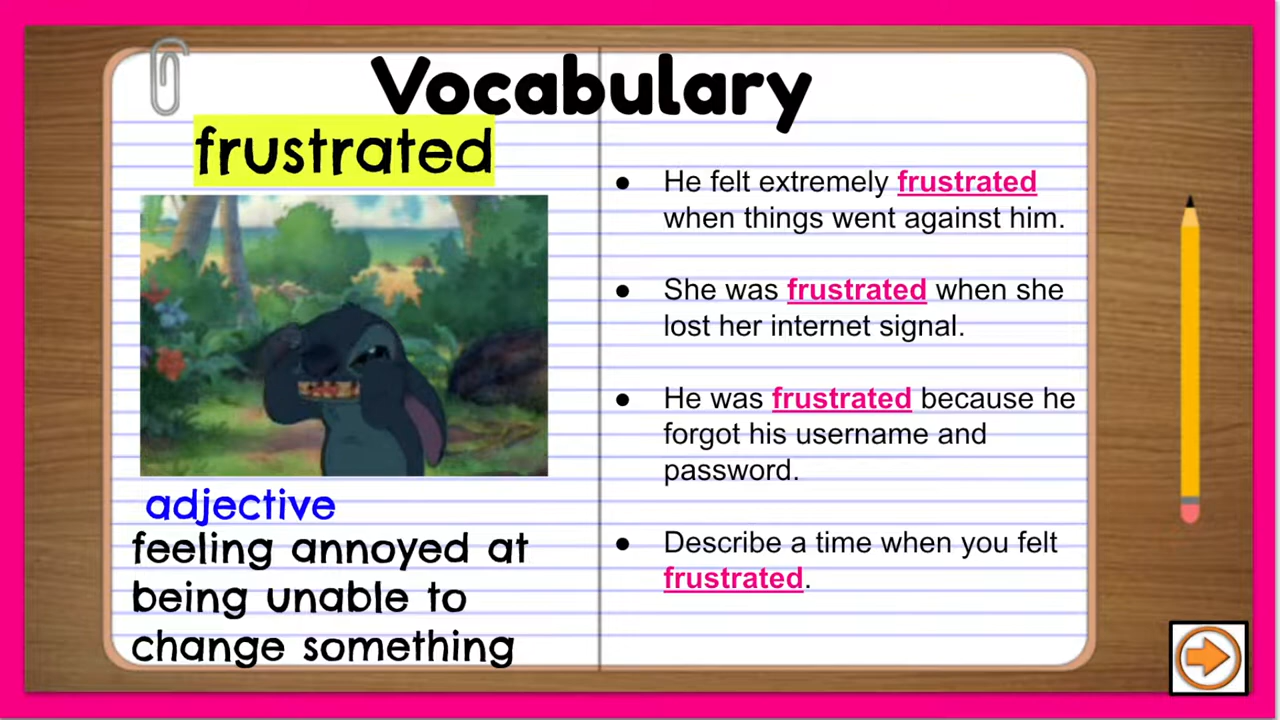 Vocabulary
frustrated
adjective
feeling annoyed at
being unable to
change something
● He felt extremely frustrated
when things went against him.
● She was frustrated when she
lost her internet signal.
● He was frustrated because he
forgot his username and
password.
● Describe a time when you felt
frustrated.